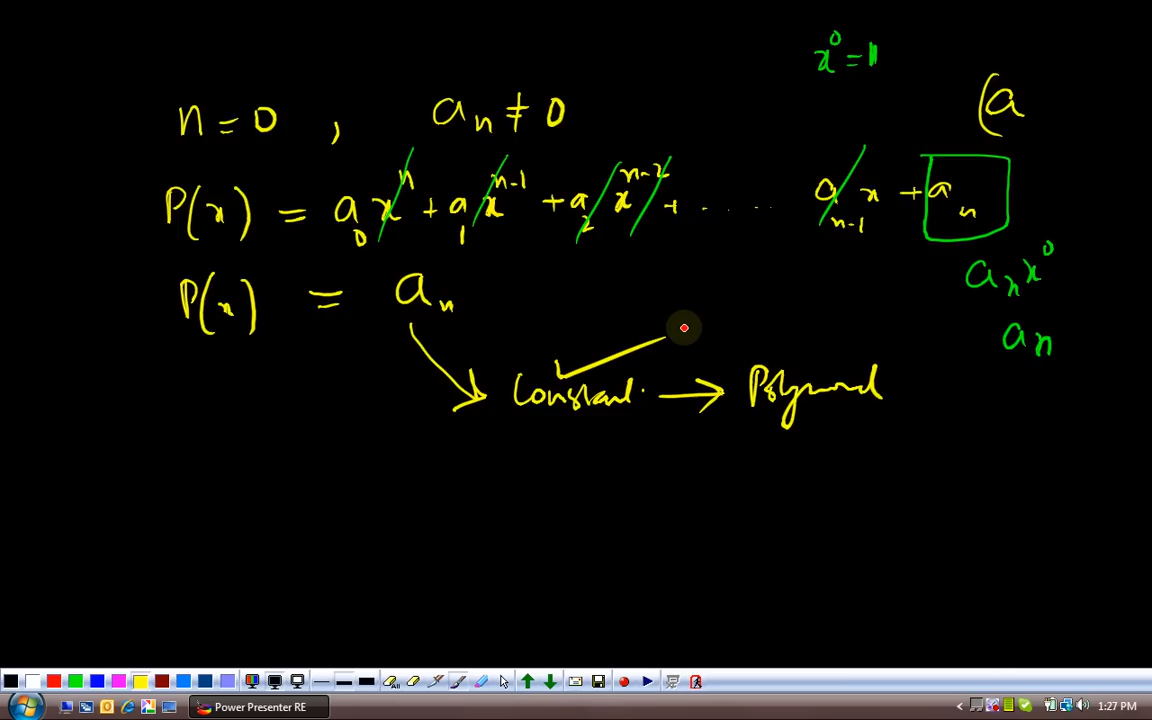 x⁰ = 1
(a
n = 0 , aₙ ≠ 0
P(x) = a₀xⁿ + a₁xⁿ⁻¹ + a₂xⁿ⁻² + ..... aₙ₋₁x + aₙ
aₙx⁰
P(x) = aₙ
aₙ
Constant. → Polynomial
Power Presenter RE
1:27 PM